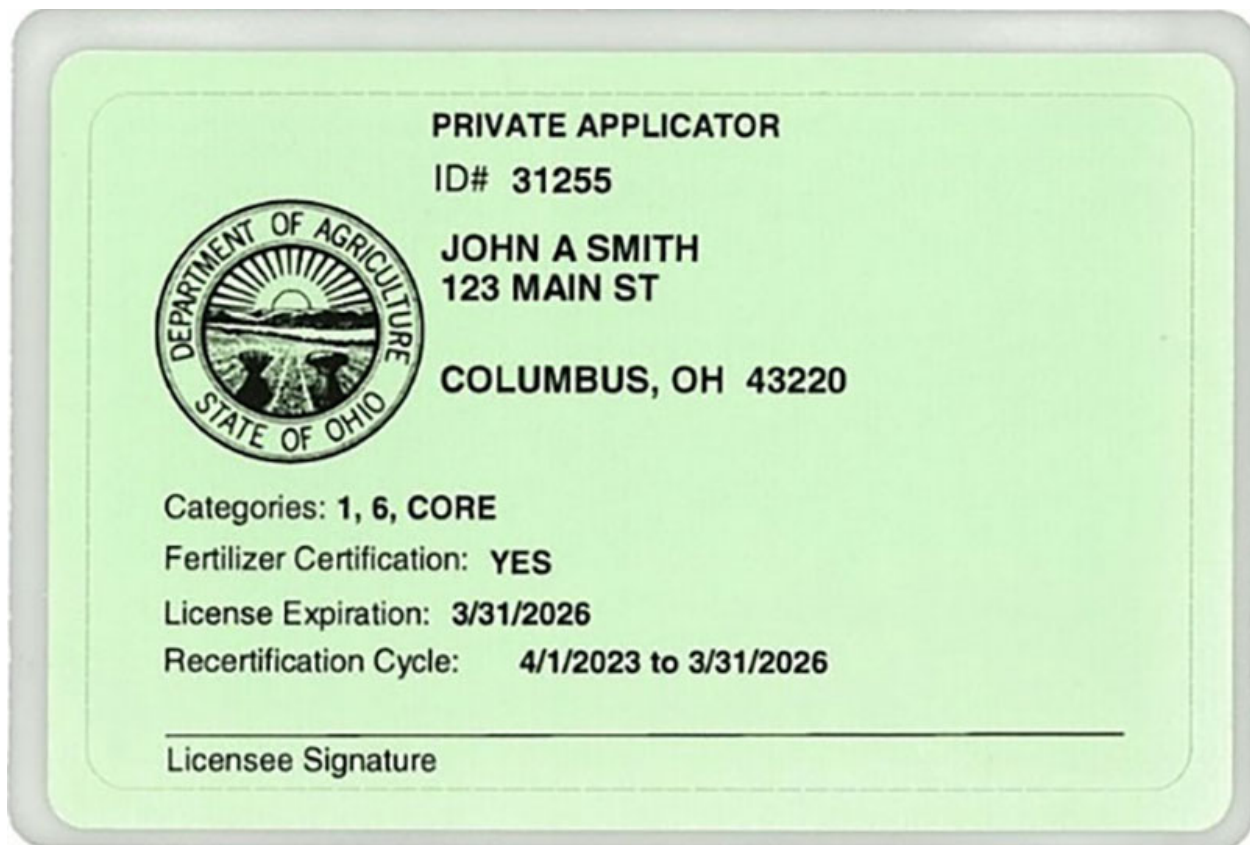 PRIVATE APPLICATOR
ID# 31255
DEPARTMENT OF AGRICULTURE
STATE OF OHIO
JOHN A SMITH
123 MAIN ST
COLUMBUS, OH 43220
Categories: 1, 6, CORE
Fertilizer Certification: YES
License Expiration: 3/31/2026
Recertification Cycle: 4/1/2023 to 3/31/2026
Licensee Signature